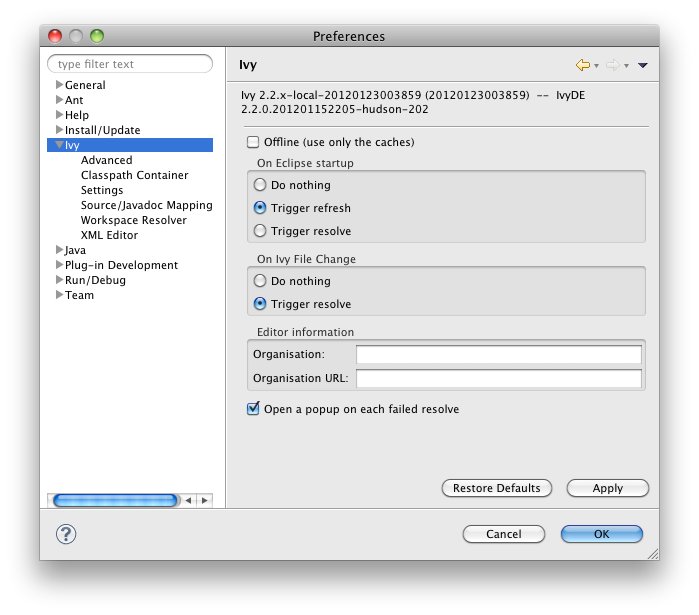 Preferences
type filter text
General
Ant
Help
Install/Update
Ivy
Advanced
Classpath Container
Settings
Source/Javadoc Mapping
Workspace Resolver
XML Editor
Java
Plug-in Development
Run/Debug
Team
Ivy
Ivy 2.2.x-local-20120123003859 (20120123003859)  --  IvyDE
2.2.0.201201152205-hudson-202
Offline (use only the caches)
On Eclipse startup
Do nothing
Trigger refresh
Trigger resolve
On Ivy File Change
Do nothing
Trigger resolve
Editor information
Organisation:
Organisation URL:
Open a popup on each failed resolve
Restore Defaults
Apply
?
Cancel
OK